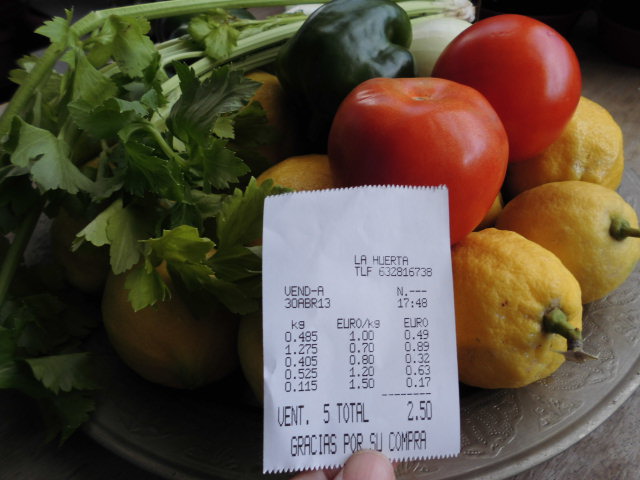 LA HUERTA
TLF 632816738
VEND-A N.---
30ABR13 17:48
kg EURO/kg EURO
0.485 1.00 0.49
1.275 0.70 0.89
0.405 0.80 0.32
0.525 1.20 0.63
0.115 1.50 0.17
--------
VENT. 5 TOTAL 2.50
GRACIAS POR SU COMPRA